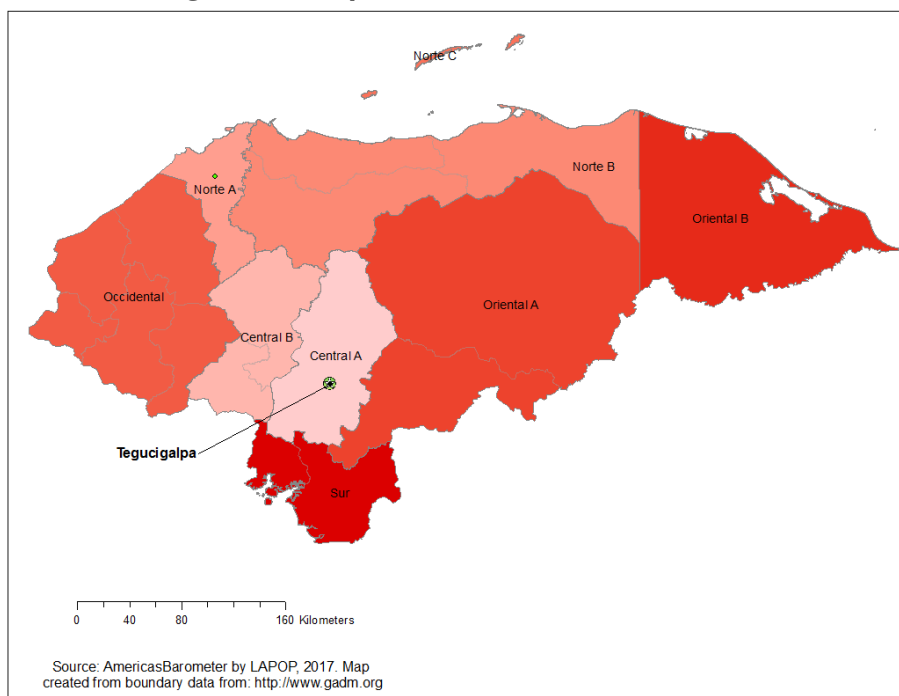 Norte C
Norte A
Norte B
Oriental B
Occidental
Oriental A
Central B
Central A
Tegucigalpa
Sur
0 40 80 160 Kilometers
Source: AmericasBarometer by LAPOP, 2017. Map
created from boundary data from: http://www.gadm.org